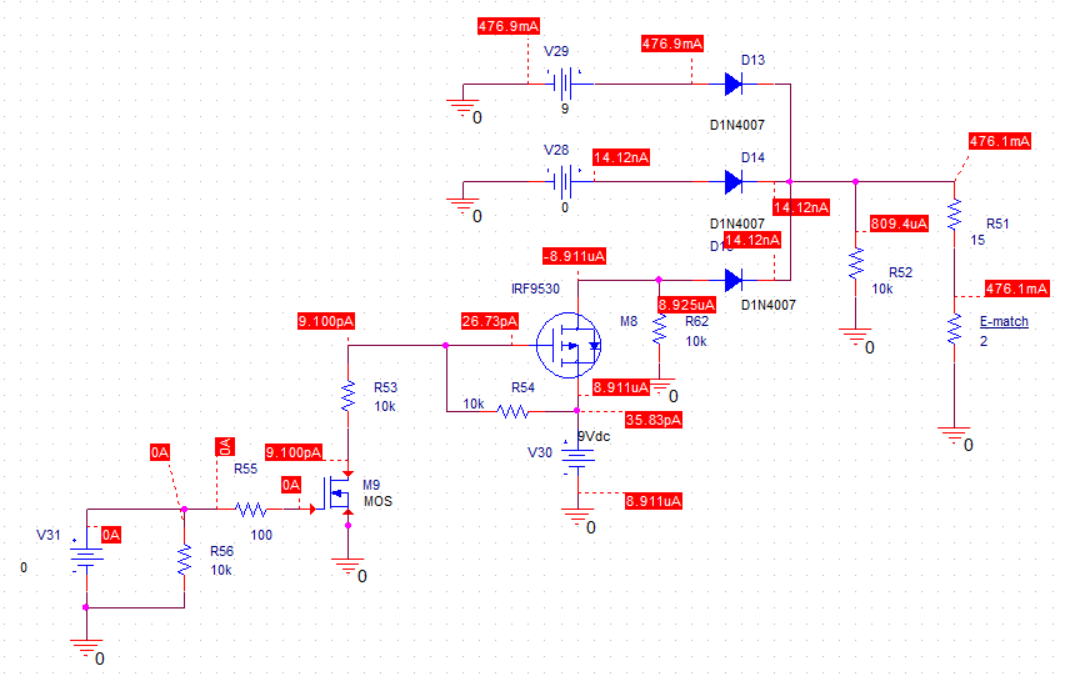 476.9mA
V29
476.9mA
D13
0
9
D1N4007
V28
14.12nA
D14
476.1mA
0
0
14.12nA
D1N4007
809.4uA
R51
15
14.12nA
-8.911uA
R52
10k
IRF9530
8.925uA
D1N4007
476.1mA
9.100pA
26.73pA
M8
R62
10k
E-match
2
0
R53
10k
R54
10k
8.911uA
0
35.83pA
9Vdc
0
0A
0A
9.100pA
V30
R55
0A
M9
MOS
8.911uA
0
V31
0A
100
R56
10k
0
0
0